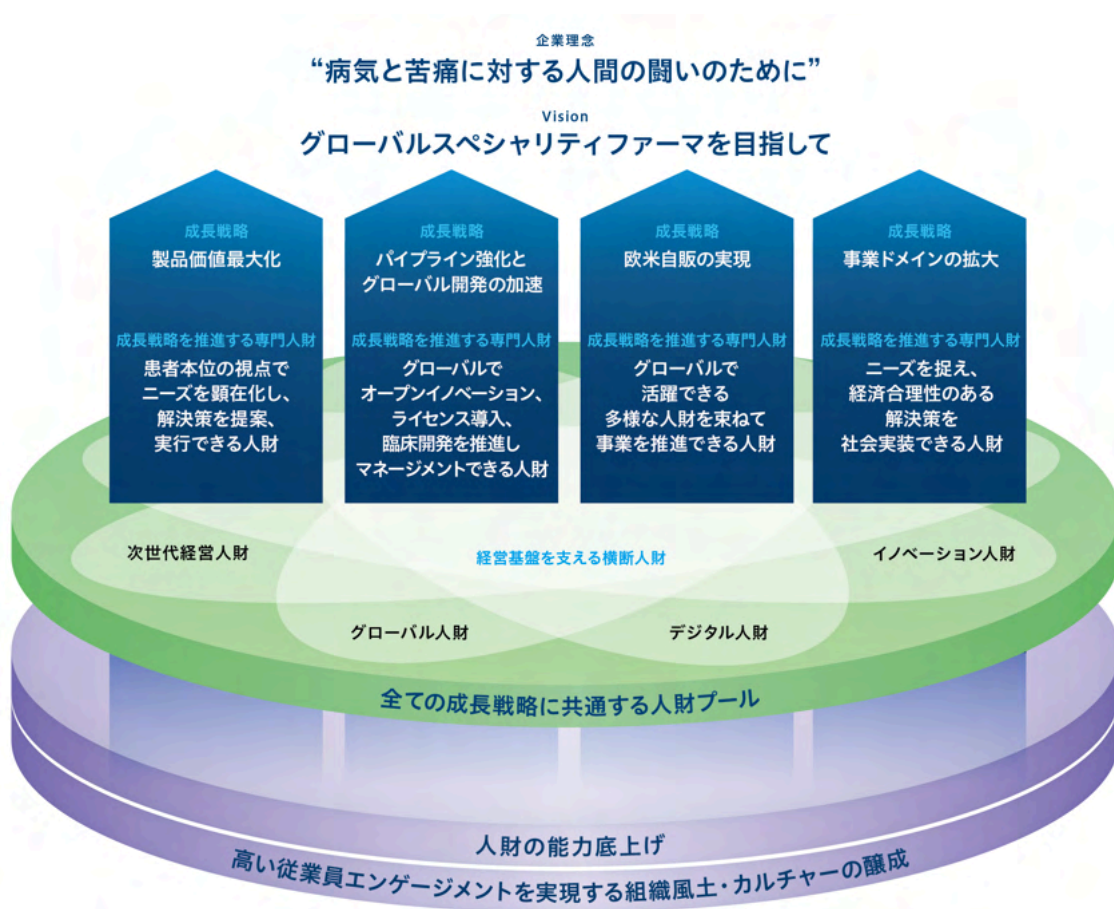 企業理念
“病気と苦痛に対する人間の闘いのために”
Vision
グローバルスペシャリティファーマを目指して
成長戦略
製品価値最大化
成長戦略を推進する専門人財
患者本位の視点で
ニーズを顕在化し、
解決策を提案、
実行できる人財
成長戦略
パイプライン強化と
グローバル開発の加速
成長戦略を推進する専門人財
グローバルで
オープンイノベーション、
ライセンス導入、
臨床開発を推進し
マネージメントできる人財
成長戦略
欧米自販の実現
成長戦略を推進する専門人財
グローバルで
活躍できる
多様な人財を束ねて
事業を推進できる人財
成長戦略
事業ドメインの拡大
成長戦略を推進する専門人財
ニーズを捉え、
経済合理性のある
解決策を
社会実装できる人財
次世代経営人財
経営基盤を支える横断人財
イノベーション人財
グローバル人財
デジタル人財
全ての成長戦略に共通する人財プール
人財の能力底上げ
高い従業員エンゲージメントを実現する組織風土・カルチャーの醸成